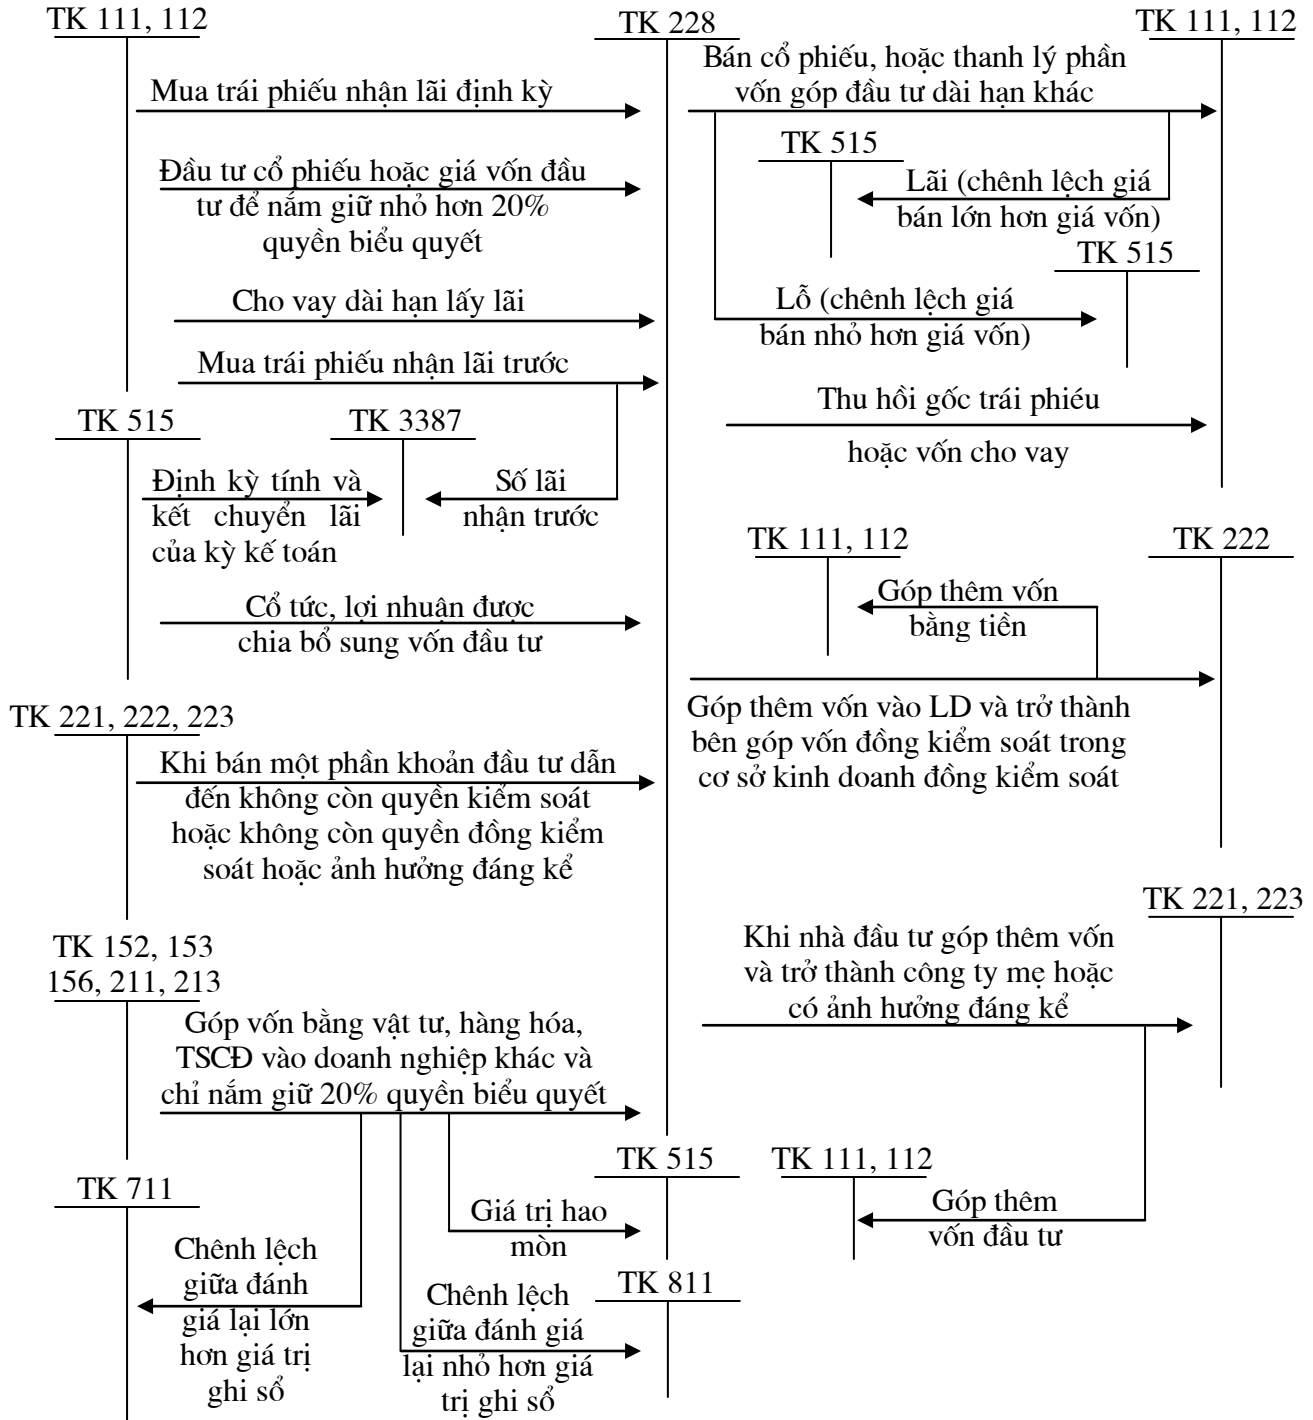 TK 111, 112
TK 228
TK 111, 112
Mua trái phiếu nhận lãi định kỳ
Đầu tư cổ phiếu hoặc giá vốn đầu
tư để nắm giữ nhỏ hơn 20%
quyền biểu quyết
Cho vay dài hạn lấy lãi
Mua trái phiếu nhận lãi trước
Bán cổ phiếu, hoặc thanh lý phần
vốn góp đầu tư dài hạn khác
TK 515
Lãi (chênh lệch giá
bán lớn hơn giá vốn)
TK 515
Lỗ (chênh lệch giá
bán nhỏ hơn giá vốn)
Thu hồi gốc trái phiéu
hoặc vốn cho vay
TK 515
TK 3387
Định kỳ tính và
kết chuyển lãi
của kỳ kế toán
Số lãi
nhận trước
Cổ tức, lợi nhuận được
chia bổ sung vốn đầu tư
TK 111, 112
TK 222
Góp thêm vốn
bằng tiền
Góp thêm vốn vào LD và trở thành
bên góp vốn đồng kiểm soát trong
cơ sở kinh doanh đồng kiểm soát
TK 221, 222, 223
Khi bán một phần khoản đầu tư dẫn
đến không còn quyền kiểm soát
hoặc không còn quyền đồng kiểm
soát hoặc ảnh hưởng đáng kể
TK 221, 223
Khi nhà đầu tư góp thêm vốn
và trở thành công ty mẹ hoặc
có ảnh hưởng đáng kể
TK 152, 153
156, 211, 213
Góp vốn bằng vật tư, hàng hóa,
TSCĐ vào doanh nghiệp khác và
chỉ nắm giữ 20% quyền biểu quyết
TK 515
TK 111, 112
Góp thêm
vốn đầu tư
TK 711
Giá trị hao
mòn
Chênh lệch
giữa đánh
giá lại lớn
hơn giá trị
ghi sổ
TK 811
Chênh lệch
giữa đánh giá
lại nhỏ hơn giá
trị ghi sổ